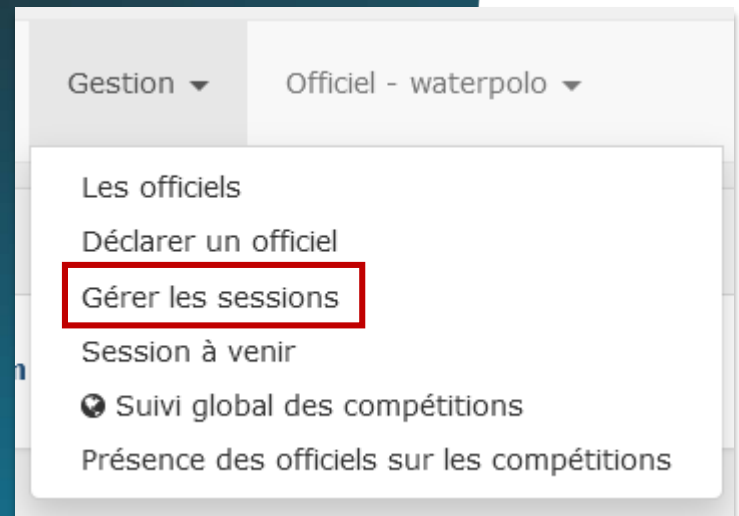 Gestion Officiel - waterpolo
Les officiels
Déclarer un officiel
Gérer les sessions
Session à venir
Suivi global des compétitions
Présence des officiels sur les compétitions